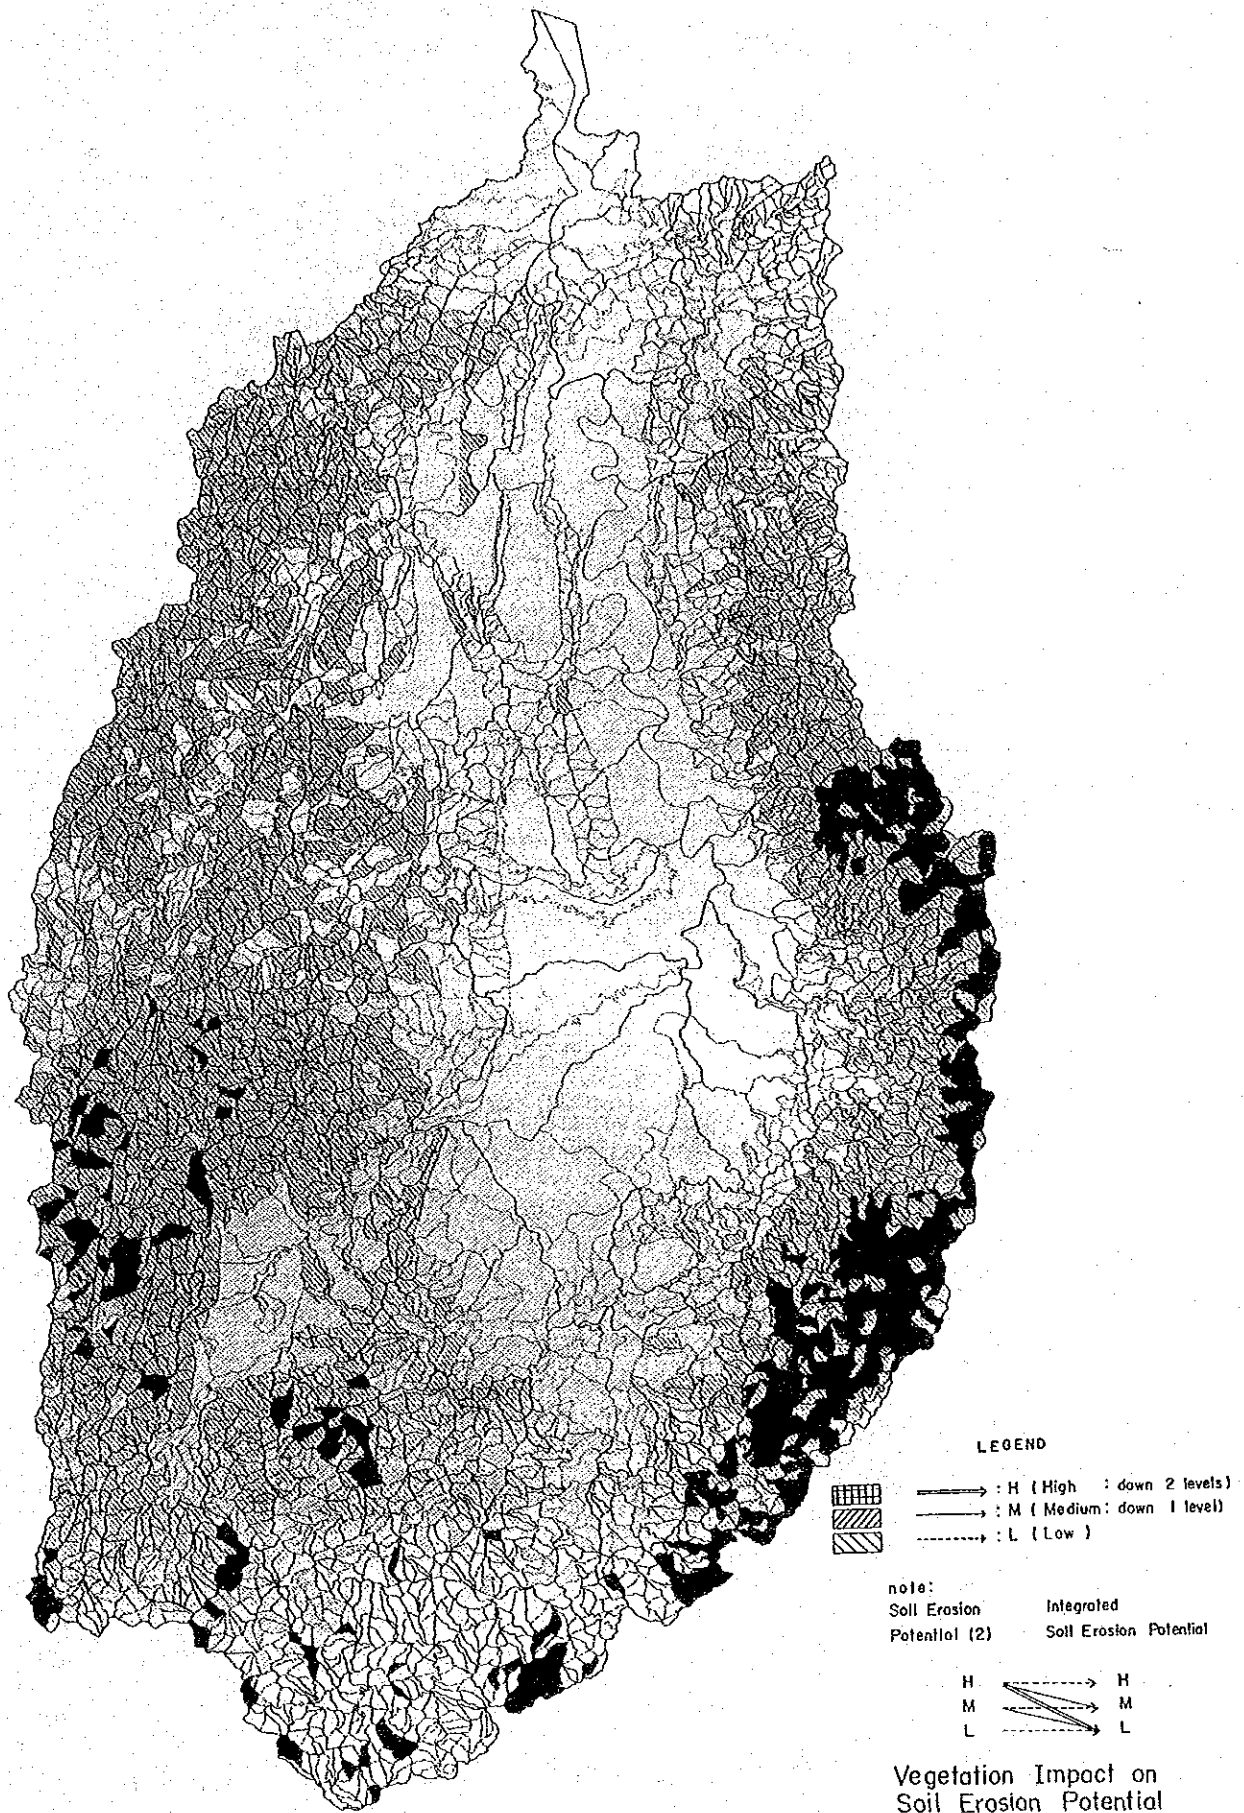 LEGEND
: H ( High : down 2 levels)
: M ( Medium : down 1 level)
: L ( Low )
note:
Soil Erosion Integrated
Potential (2) Soil Erosion Potential
H H
M M
L L
Vegetation Impact on
Soil Erosion Potential